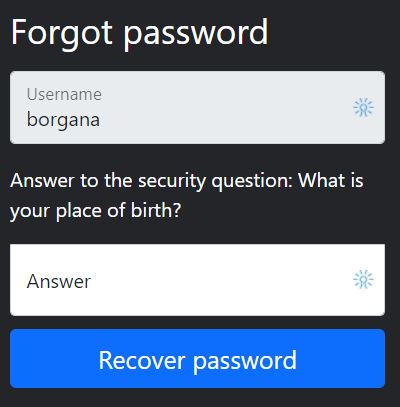 Forgot password
Username
borgana
Answer to the security question: What is
your place of birth?
Answer
Recover password